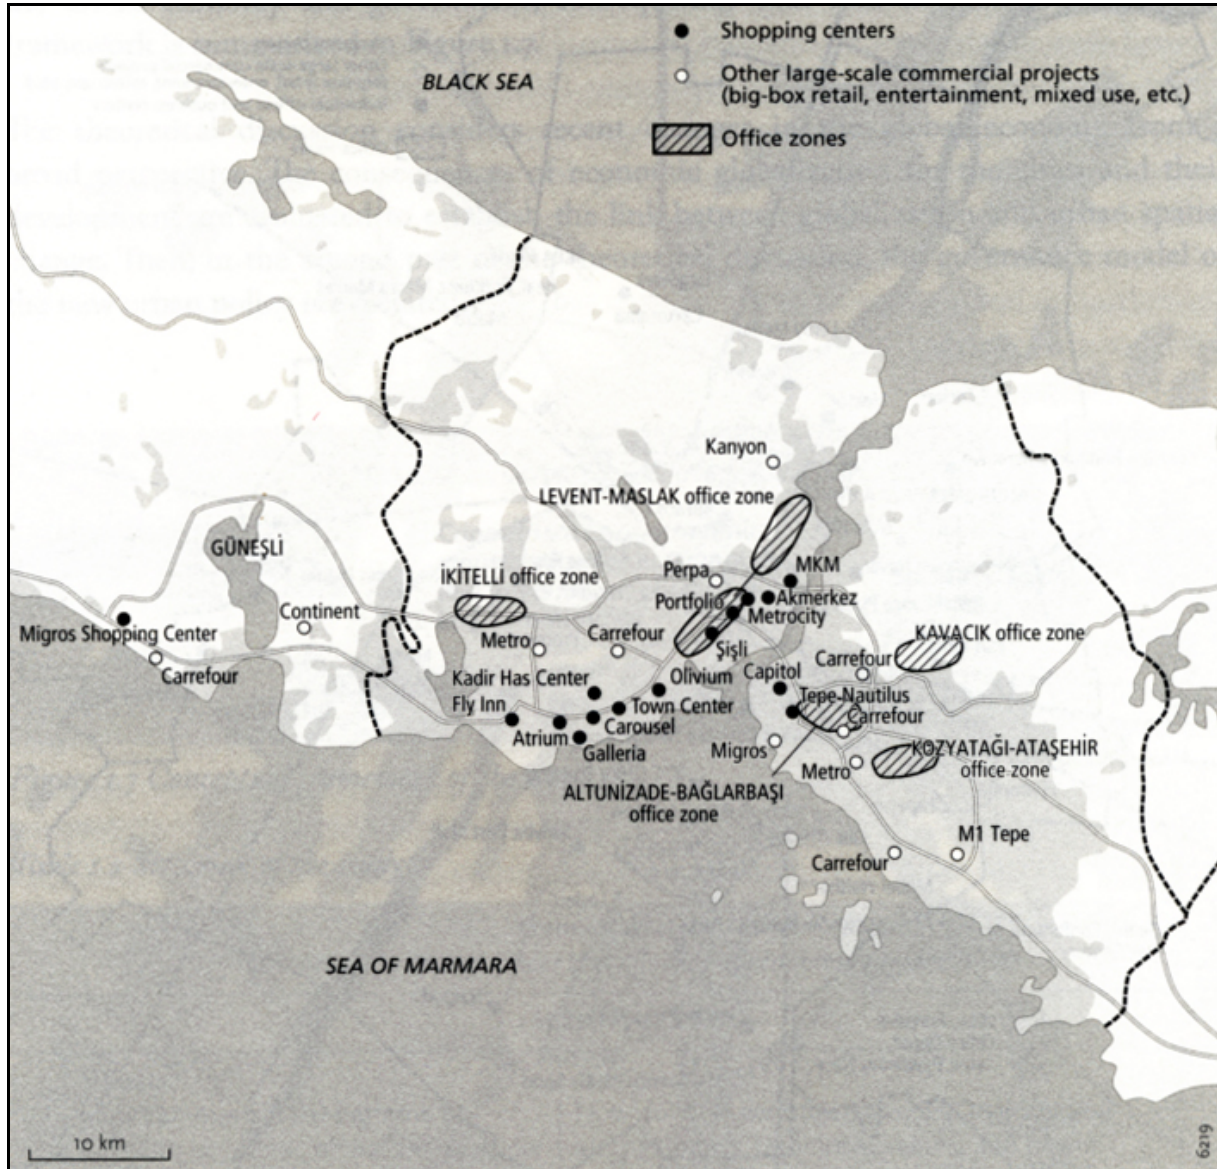 Shopping centers
BLACK SEA
Other large-scale commercial projects
(big-box retail, entertainment, mixed use, etc.)
Office zones
Kanyon
LEVENT-MASLAK office zone
GÜNEŞLİ
İKİTELLİ office zone
Perpa
MKM
Portfolio
Akmerkez
Metrocity
Continent
Migros Shopping Center
Carrefour
Metro
Carrefour
Şişli
KAVACIK office zone
Carrefour
Kadir Has Center
Olivium
Capitol
Fly Inn
Town Center
Tepe-Nautilus
Carousel
Carrefour
Atrium
Galleria
Migros
Metro
KOZYATAĞI-ATAŞEHİR
office zone
ALTUNİZADE-BAĞLARBAŞI
office zone
M1 Tepe
Carrefour
SEA OF MARMARA
10 km
6219